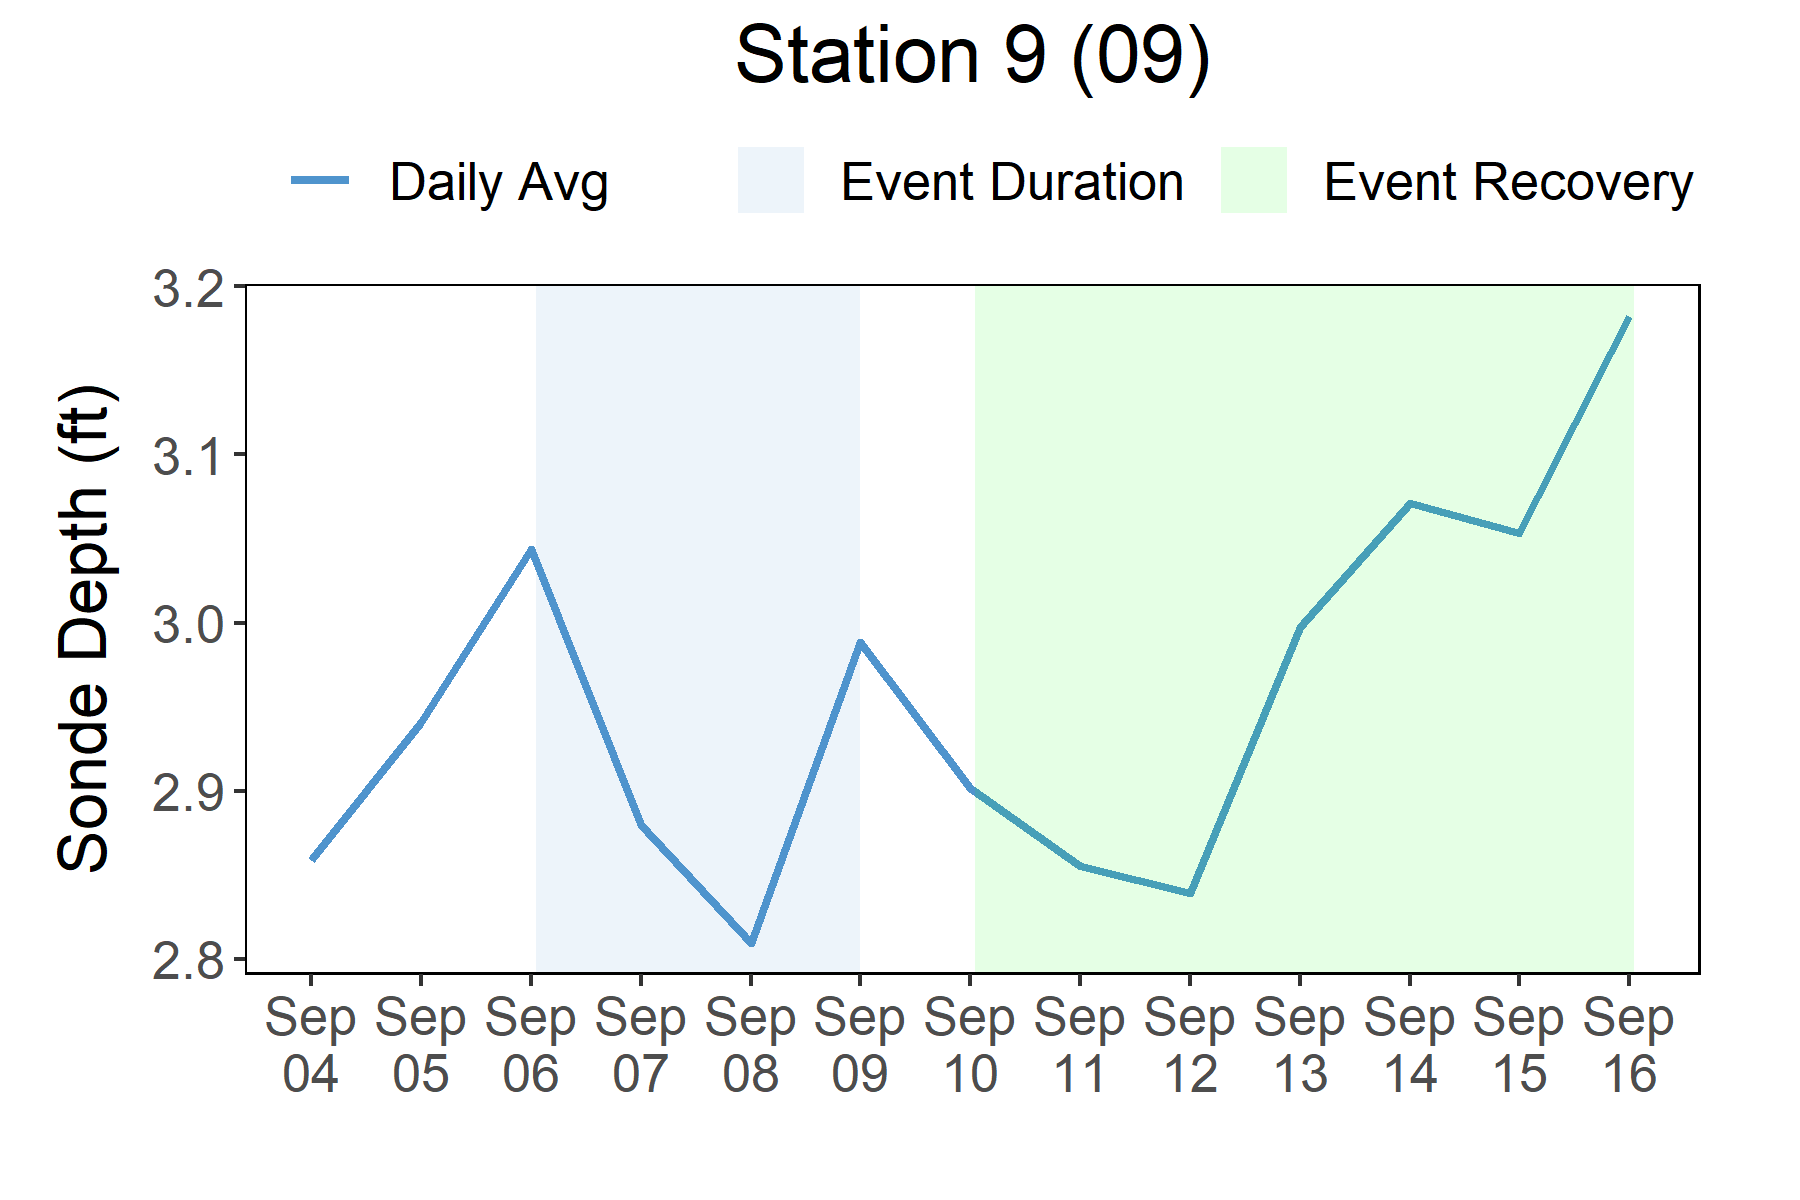 Station 9 (09)
Daily Avg Event Duration Event Recovery
Sonde Depth (ft)
3.2
3.1
3.0
2.9
2.8
Sep Sep Sep Sep Sep Sep Sep Sep Sep Sep Sep Sep Sep
04 05 06 07 08 09 10 11 12 13 14 15 16